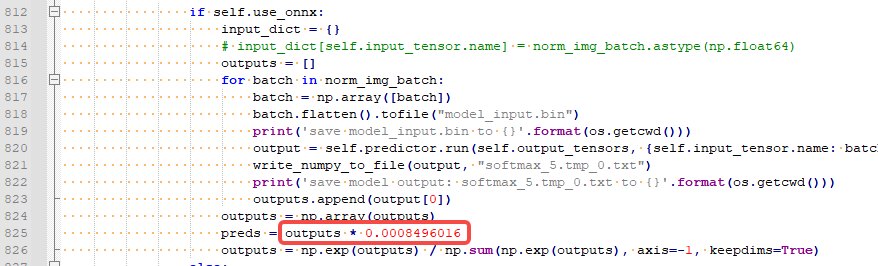 812 if self.use_onnx:
813 input_dict = {}
814 # input_dict[self.input_tensor.name] = norm_img_batch.astype(np.float64)
815 outputs = []
816 for batch in norm_img_batch:
817 batch = np.array([batch])
818 batch.flatten().tofile("model_input.bin")
819 print('save model_input.bin to {}'.format(os.getcwd()))
820 output = self.predictor.run(self.output_tensors, {self.input_tensor.name: batc
821 write_numpy_to_file(output, "softmax_5.tmp_0.txt")
822 print('save model output: softmax_5.tmp_0.txt to {}'.format(os.getcwd()))
823 outputs.append(output[0])
824 outputs = np.array(outputs)
825 preds = outputs * 0.0008496016
826 outputs = np.exp(outputs) / np.sum(np.exp(outputs), axis=-1, keepdims=True)